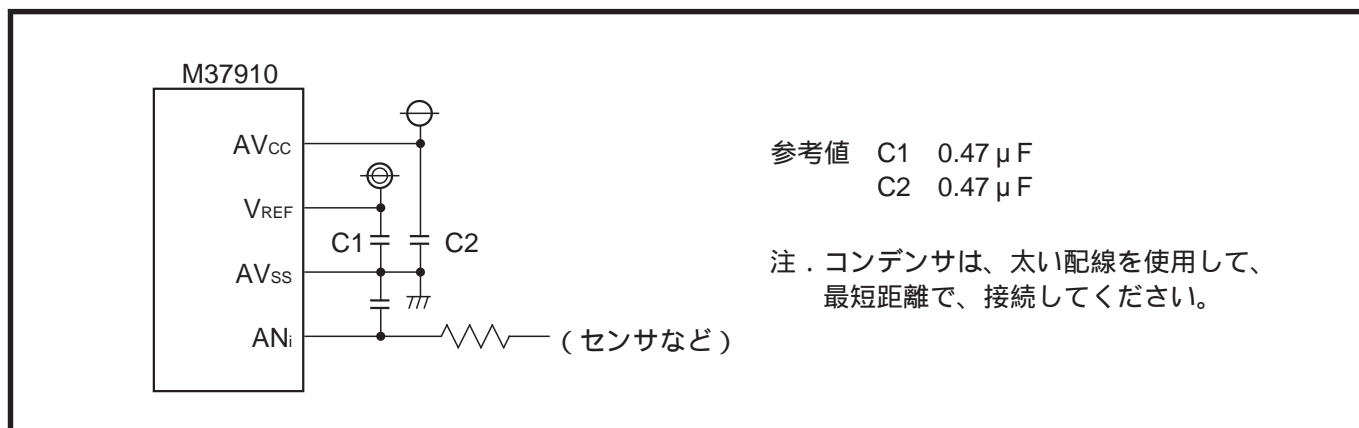 M37910
AVCC
VREF
C1
C2
AVSS
ANi
(センサなど)
参考値 C1 0.47 µ F
C2 0.47 µ F
注.コンデンサは、太い配線を使用して、
最短距離で、接続してください。